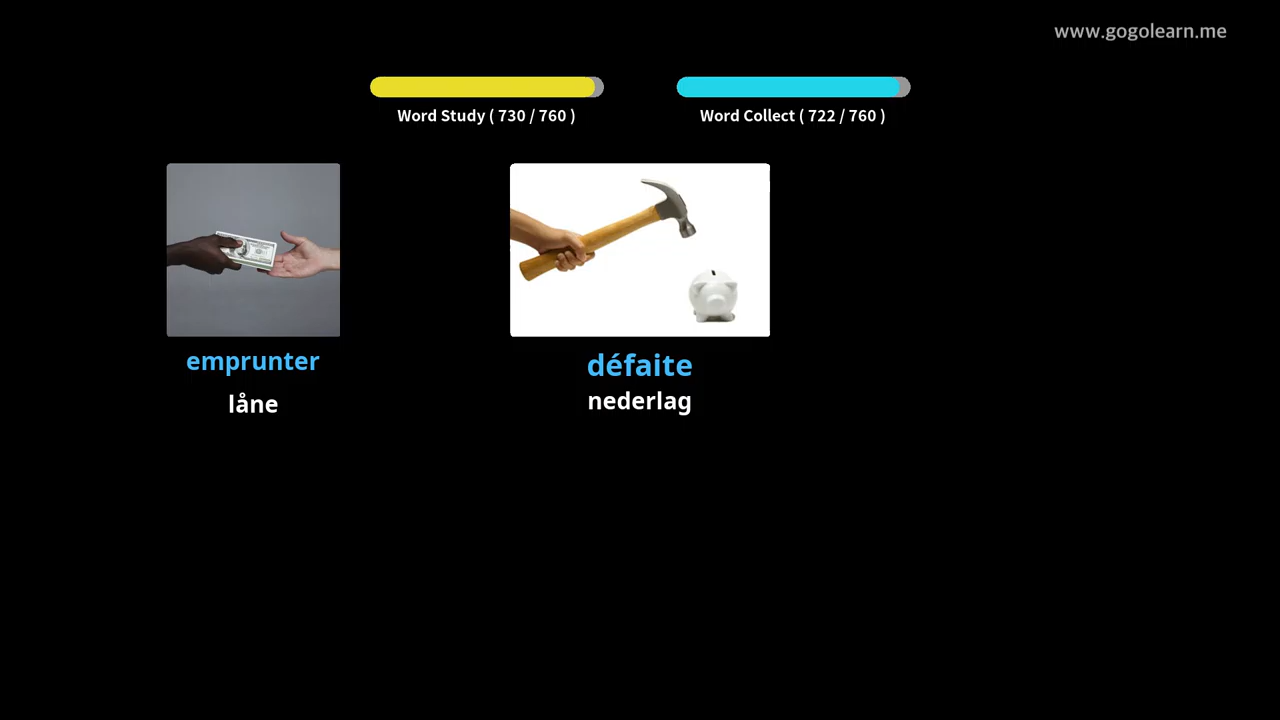 www.gogolearn.me
Word Study ( 730 / 760 )
Word Collect ( 722 / 760 )
emprunter
låne
défaite
nederlag